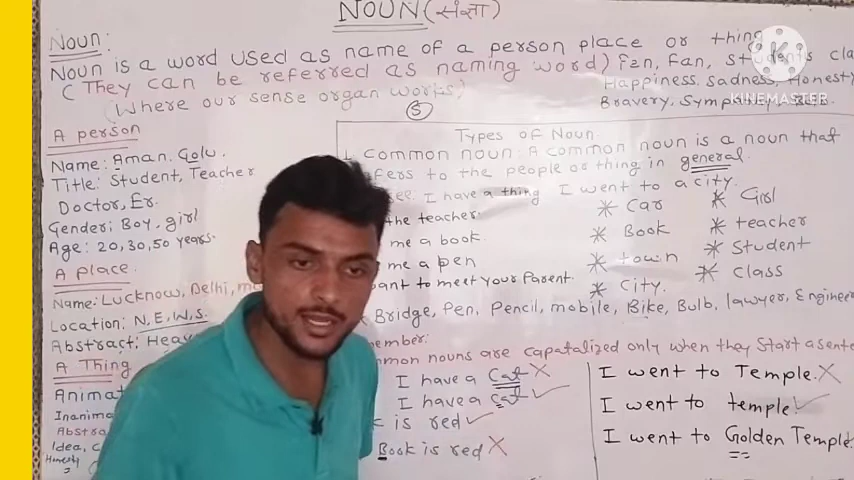 NOUN (संज्ञा)
Noun:
Noun is a word used as name of a person place or thing
(They can be referred as naming word) Fan, students cla
(Where our sense organ works)
Happiness, sadness, Honesty
Bravery, Sympathy,
KINEMASTER
5
A person
Name: Aman, Golu.
Title: Student, Teacher
Doctor, Er.
Gender: Boy, girl
Age: 20, 30, 50 years.
A place.
Name: Lucknow, Delhi, m
Location: N, E, W, S.
Abstract: Heav
A Thing
Animat
Inanima
Abstra
Idea, c
Honesty
Types of Noun.
1. common noun: A common noun is a noun that
fers to the people or thing in general.
see: I have a thing I went to a city.
the teacher.
me a book.
me a pen
ant to meet your Parent.
* Car
* Book
* town
* City.
* Girl
* teacher
* Student
* class
Bridge, Pen, Pencil, mobile, Bike, Bulb, lawyer, Engineer
member:
mmon nouns are capatalized only when they Start a sente
I have a Cat X
I have a cat ✓
k is red ✓
Book is red X
I went to Temple. X
I went to temple ✓
I went to Golden Temple.